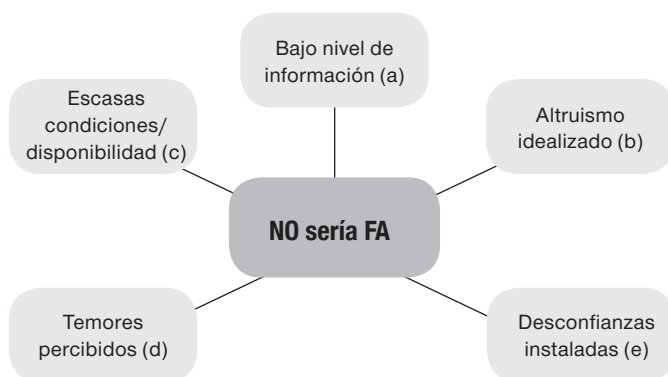 Bajo nivel de
información (a)
Escasas
condiciones/
disponibilidad (c)
Altruismo
idealizado (b)
NO sería FA
Temores
percibidos (d)
Desconfianzas
instaladas (e)